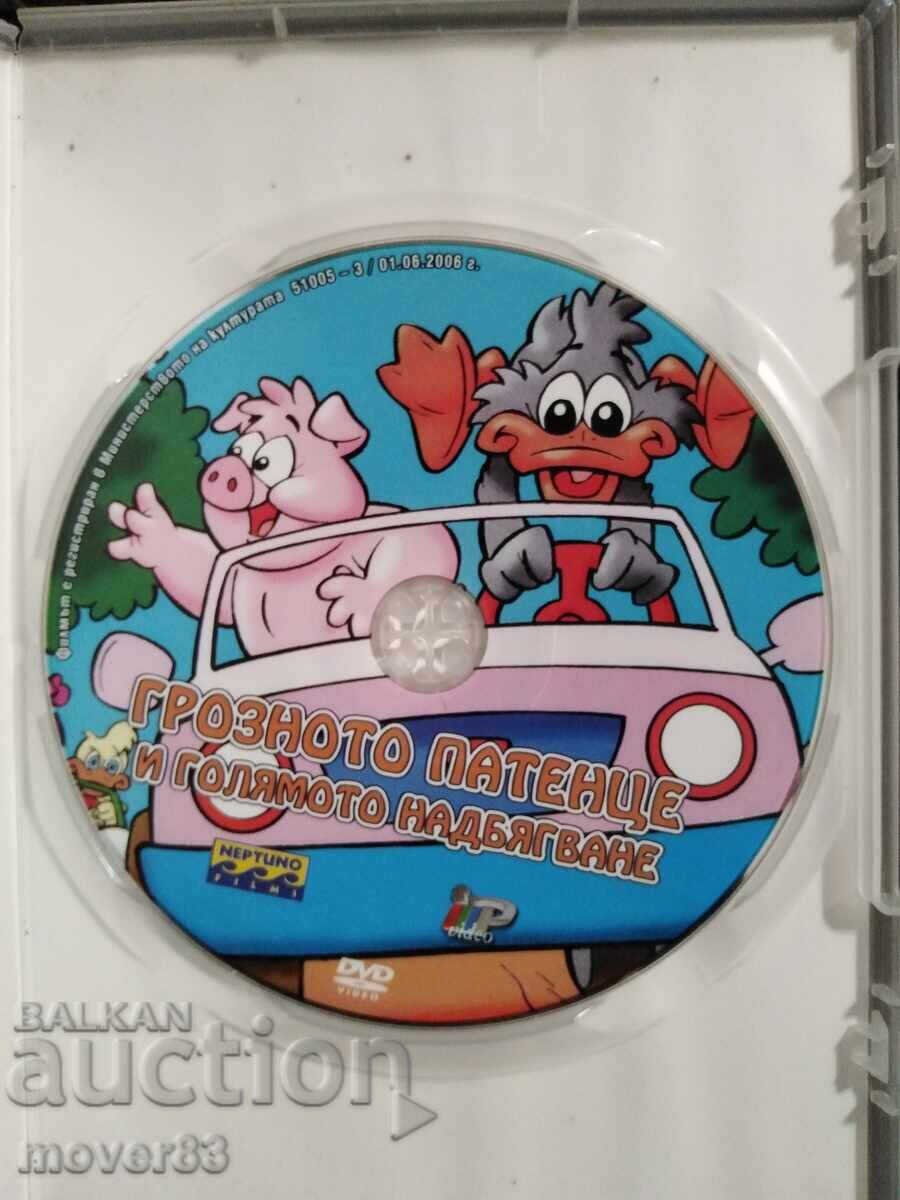 Филмът е регистриран в Министерството на културата 51005 - 3 / 01.06.2006 г.
ГРОЗНОТО ПАТЕНЦЕ
И ГОЛЯМОТО НАДБЯГВАНЕ
NEPTUNO
FILMS
video
DVD
VIDEO
BALKAN
auction
mover83